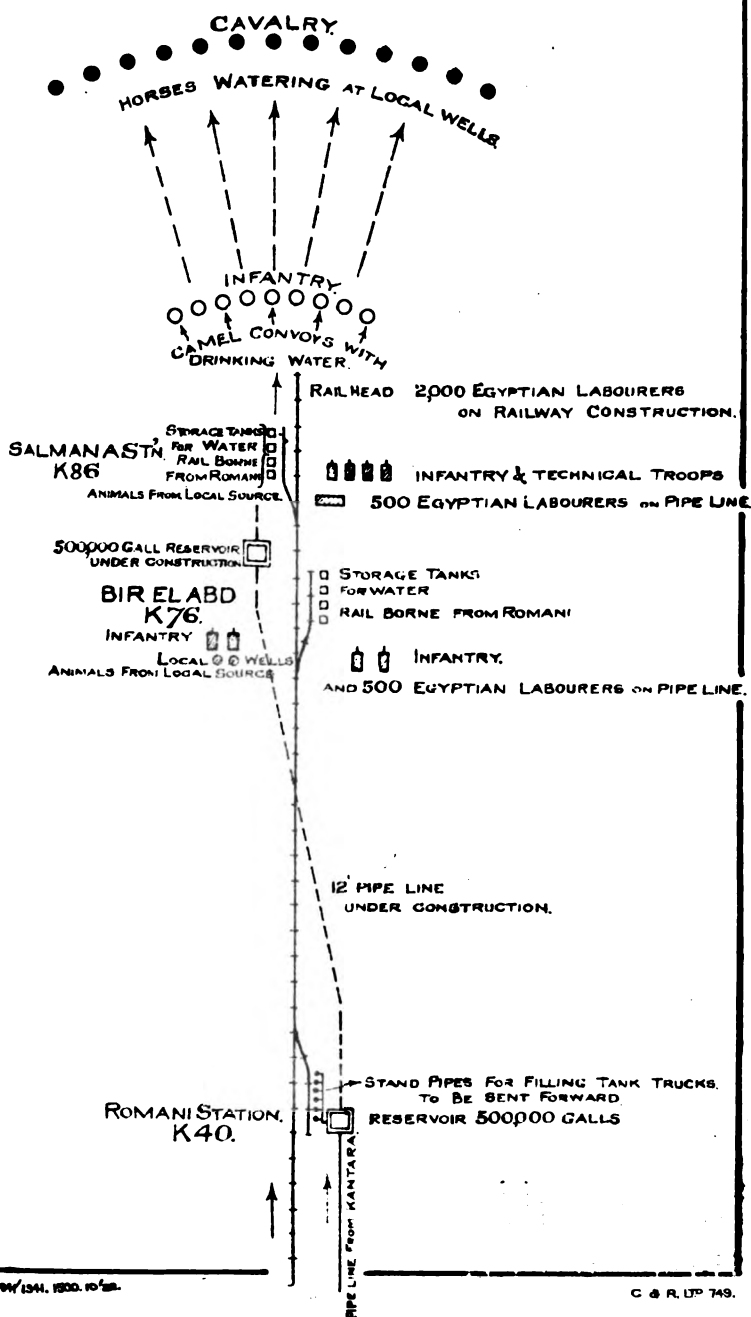 CAVALRY.
HORSES WATERING AT LOCAL WELLS.
INFANTRY.
CAMEL CONVOYS WITH
DRINKING WATER.
RAIL HEAD 2,000 EGYPTIAN LABOURERS
ON RAILWAY CONSTRUCTION.
SALMANA STN.
K86
STORAGE TANKS
FOR WATER
RAIL BORNE
FROM ROMANI
ANIMALS FROM LOCAL SOURCE.
INFANTRY & TECHNICAL TROOPS
500 EGYPTIAN LABOURERS ON PIPE LINE
500,000 GALL RESERVOIR
UNDER CONSTRUCTION
BIR EL ABD
K76.
INFANTRY
LOCAL WELLS
ANIMALS FROM LOCAL SOURCE
STORAGE TANKS
FOR WATER
RAIL BORNE FROM ROMANI
INFANTRY.
AND 500 EGYPTIAN LABOURERS ON PIPE LINE.
12" PIPE LINE
UNDER CONSTRUCTION.
STAND PIPES FOR FILLING TANK TRUCKS.
TO BE SENT FORWARD
ROMANI STATION.
K40.
RESERVOIR 500,000 GALLS
PIPE LINE FROM KANTARA.
1500. 10/28.
C & R. LTD 749.